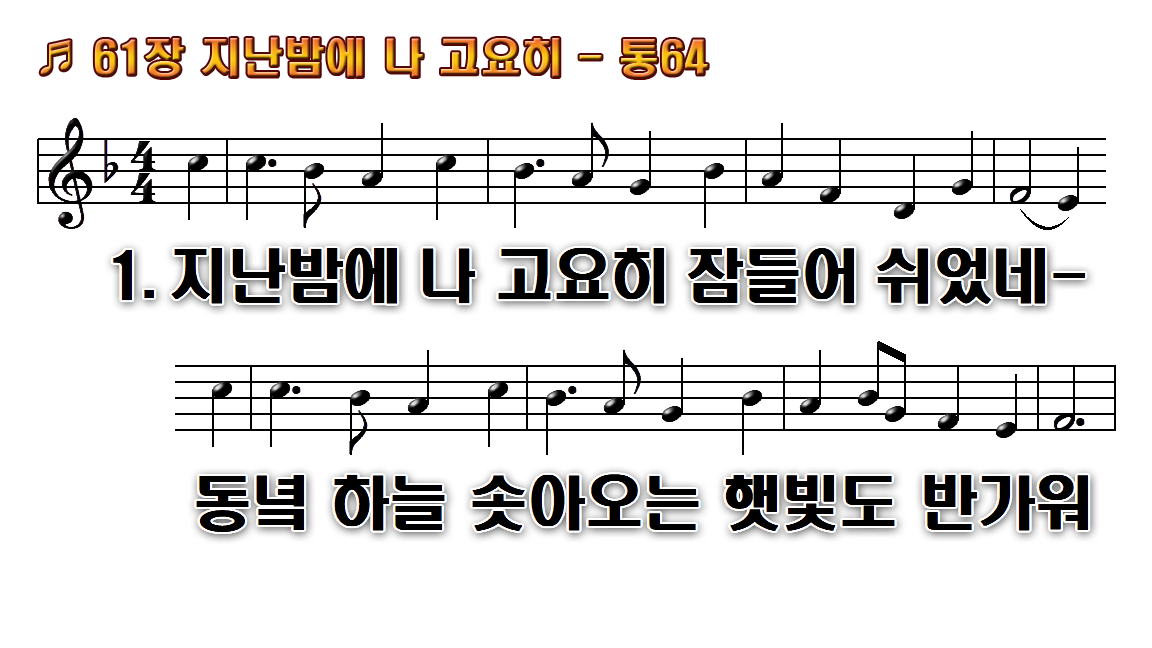 ♬ 61장 지난밤에 나 고요히 - 통64
4
4
1. 지난밤에 나 고요히 잠들어 쉬었네-
동녘 하늘 솟아오는 햇빛도 반가워